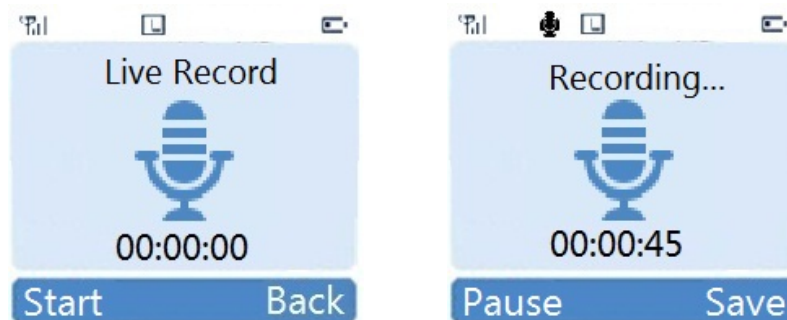 L
Live Record
00:00:00
Start Back
L
Recording...
00:00:45
Pause Save